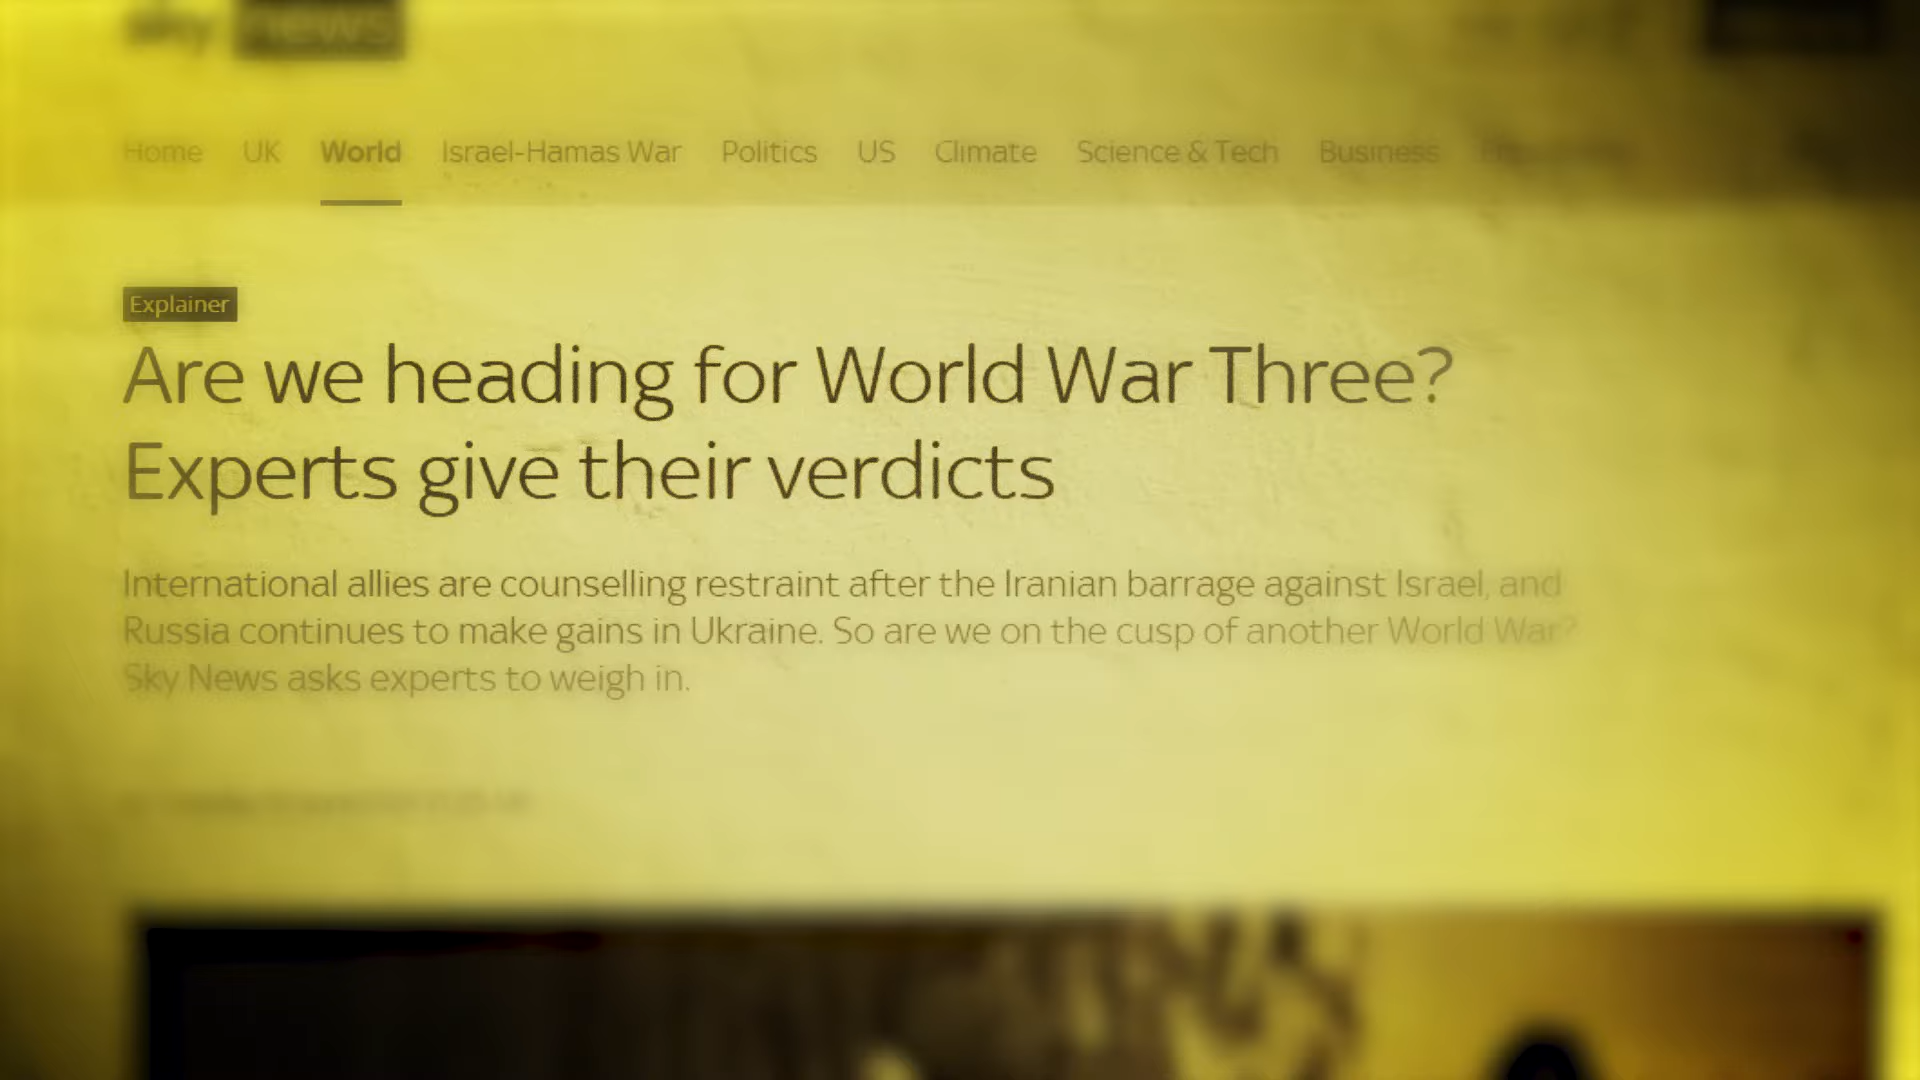 sky news
Home UK World Israel-Hamas War Politics US Climate Science & Tech Business
Explainer
Are we heading for World War Three?
Experts give their verdicts
International allies are counselling restraint after the Iranian barrage against Israel, and
Russia continues to make gains in Ukraine. So are we on the cusp of another World War?
Sky News asks experts to weigh in.